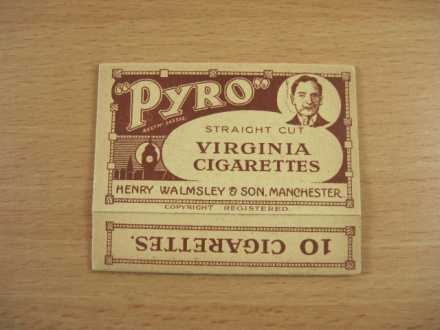 "PYRO"
STRAIGHT CUT
VIRGINIA
CIGARETTES
HENRY WALMSLEY & SON, MANCHESTER.
COPYRIGHT REGISTERED.
10 CIGARETTES.